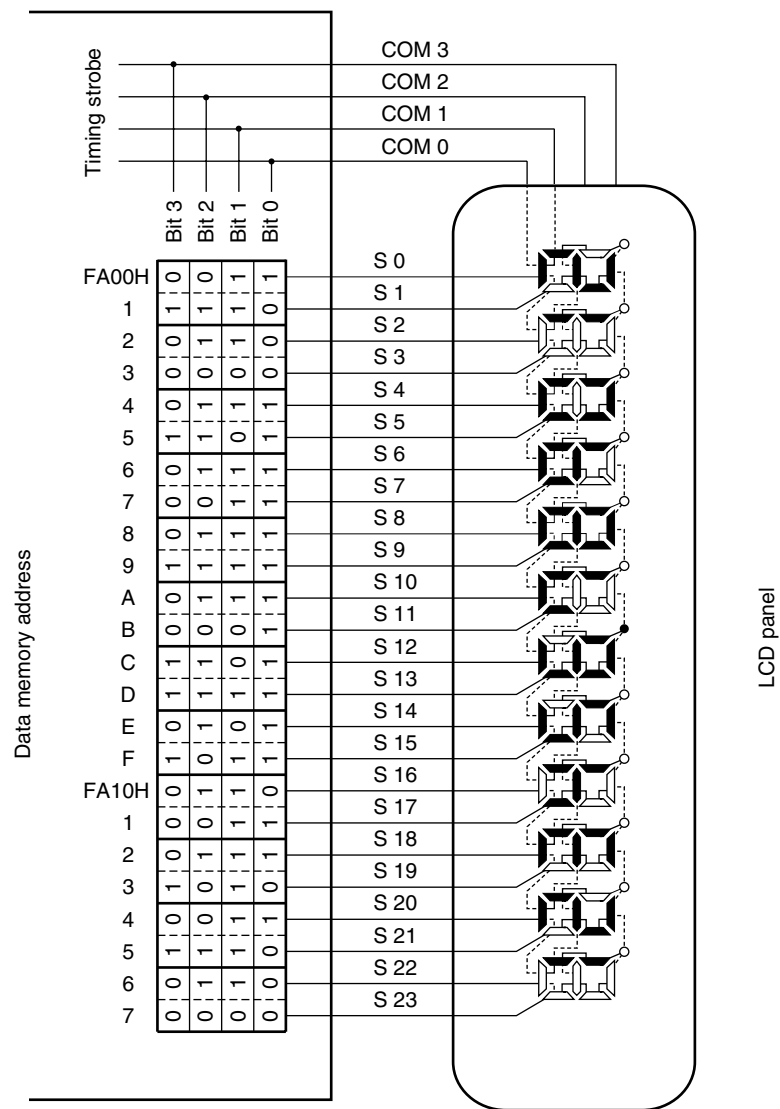 Timing strobe
COM 3
COM 2
COM 1
COM 0
Bit 3
Bit 2
Bit 1
Bit 0
FA00H 0 0 1 1 S 0
1 1 1 1 0 S 1
2 0 1 1 0 S 2
3 0 0 0 0 S 3
4 0 1 1 1 S 4
5 1 1 0 1 S 5
6 0 1 1 1 S 6
7 0 0 1 1 S 7
8 0 1 1 1 S 8
9 1 1 1 1 S 9
A 0 1 1 1 S 10
B 0 0 0 1 S 11
C 1 1 0 1 S 12
D 1 1 1 1 S 13
E 0 1 0 1 S 14
F 1 0 1 1 S 15
FA10H 0 1 1 0 S 16
1 0 0 1 1 S 17
2 0 1 1 1 S 18
3 1 0 1 0 S 19
4 0 0 1 1 S 20
5 1 1 1 0 S 21
6 0 1 1 0 S 22
7 0 0 0 0 S 23
Data memory address
LCD panel